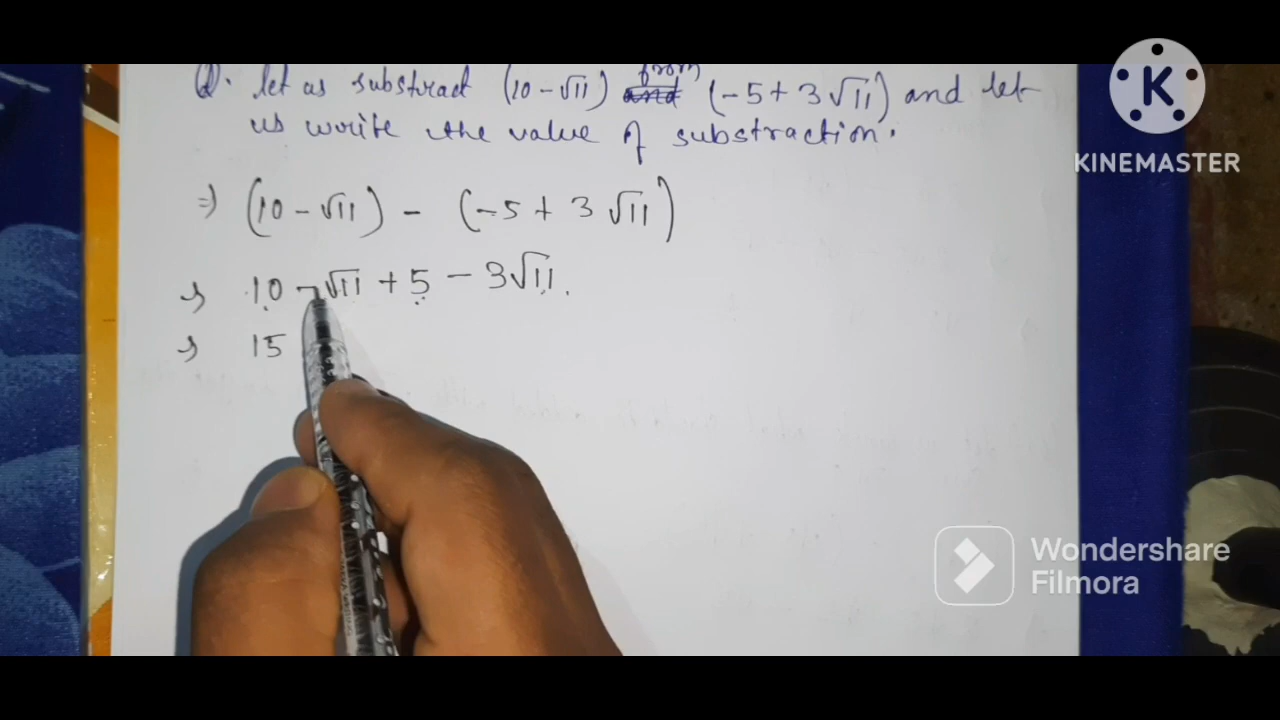 Q. let as substract (10 - √11) from (-5 + 3√11) and let
us write the value of substraction.
⇒ (10 - √11) - (-5 + 3√11)
⇒ 10 - √11 + 5 - 3√11.
⇒ 15
KINEMASTER
Wondershare
Filmora